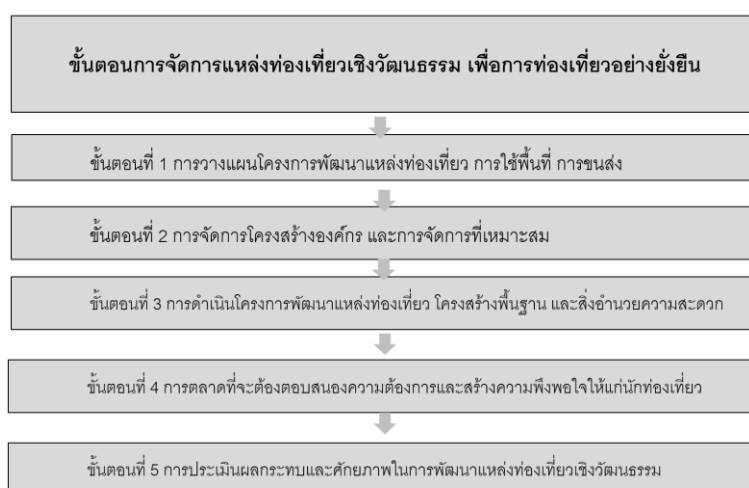 ขั้นตอนการจัดการแหล่งท่องเที่ยวเชิงวัฒนธรรม เพื่อการท่องเที่ยวอย่างยั่งยืน
ขั้นตอนที่ 1 การวางแผนโครงการพัฒนาแหล่งท่องเที่ยว การใช้พื้นที่ การขนส่ง
ขั้นตอนที่ 2 การจัดการโครงสร้างองค์กร และการจัดการที่เหมาะสม
ขั้นตอนที่ 3 การดำเนินโครงการพัฒนาแหล่งท่องเที่ยว โครงสร้างพื้นฐาน และสิ่งอำนวยความสะดวก
ขั้นตอนที่ 4 การตลาดที่จะต้องตอบสนองความต้องการและสร้างความพึงพอใจให้แก่นักท่องเที่ยว
ขั้นตอนที่ 5 การประเมินผลกระทบและศักยภาพในการพัฒนาแหล่งท่องเที่ยวเชิงวัฒนธรรม